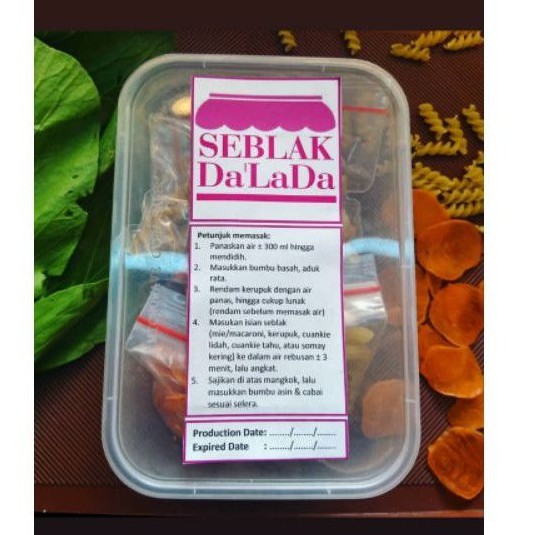 SEBLAK
Da'LaDa
Petunjuk memasak:
1. Panaskan air ± 300 ml hingga
mendidih.
2. Masukkan bumbu basah, aduk
rata.
3. Rendam kerupuk dengan air
panas, hingga cukup lunak
(rendam sebelum memasak air)
4. Masukan isian seblak
(mie/macaroni, kerupuk, cuankie
lidah, cuankie tahu, atau somay
kering) ke dalam air rebusan ± 3
menit, lalu angkat.
5. Sajikan di atas mangkok, lalu
masukkan bumbu asin & cabai
sesuai selera.
Production Date: ......../......./.......
Expired Date : ......../......./.......